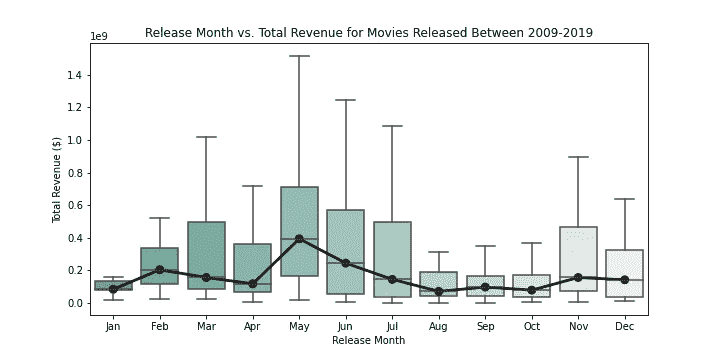 Release Month vs. Total Revenue for Movies Released Between 2009-2019
1e9
1.4
1.2
1.0
0.8
0.6
0.4
0.2
0.0
Total Revenue ($)
Jan Feb Mar Apr May Jun Jul Aug Sep Oct Nov Dec
Release Month